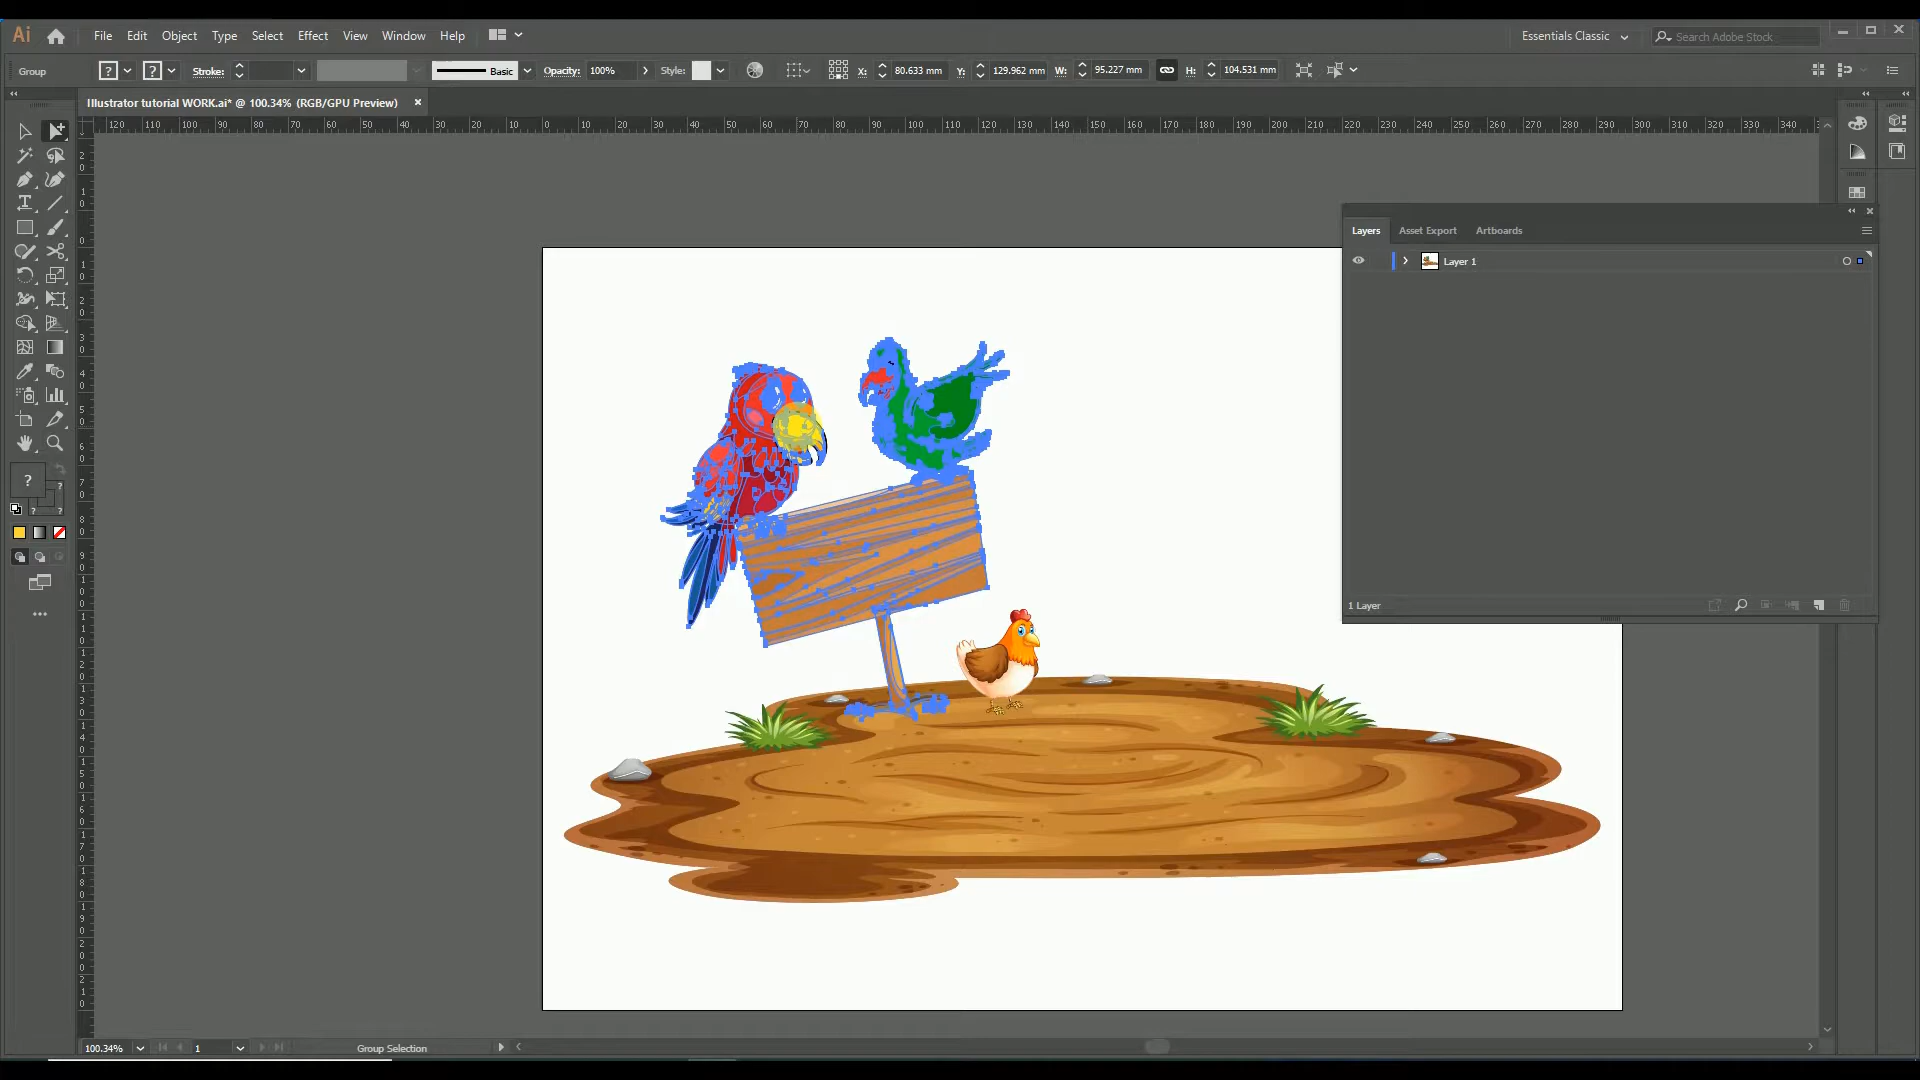 Ai File Edit Object Type Select Effect View Window Help Essentials Classic Search Adobe Stock
Group ? ? Stroke: Basic Opacity: 100% Style: X: 80.633 mm Y: 129.962 mm W: 95.227 mm H: 104.531 mm
Illustrator tutorial WORK.ai* @ 100.34% (RGB/GPU Preview)
120 110 100 90 80 70 60 50 40 30 20 10 0 10 20 30 40 50 60 70 80 90 100 110 120 130 140 150 160 170 180 190 200 210 220 230 240 250 260 270 280 290 300 310 320 330 340
Layers Asset Export Artboards
Layer 1
1 Layer
100.34% 1 Group Selection